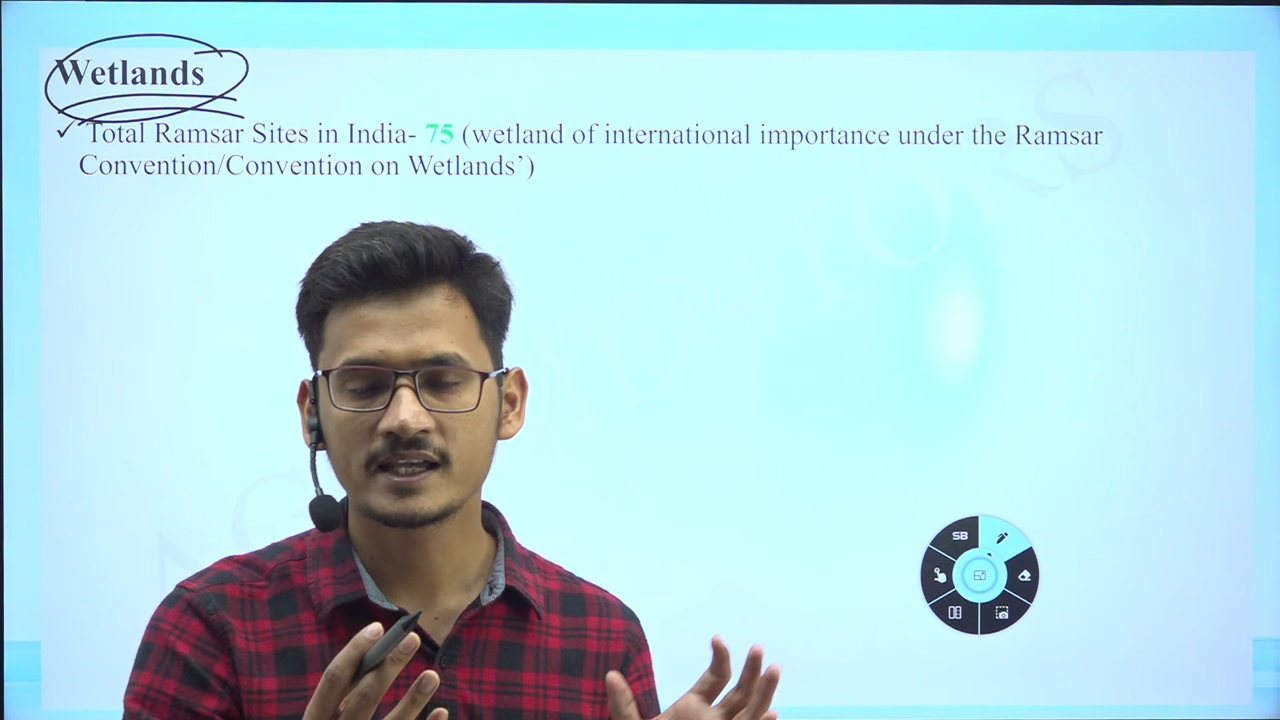 Wetlands
✓ Total Ramsar Sites in India- 75 (wetland of international importance under the Ramsar
Convention/Convention on Wetlands’)
SB